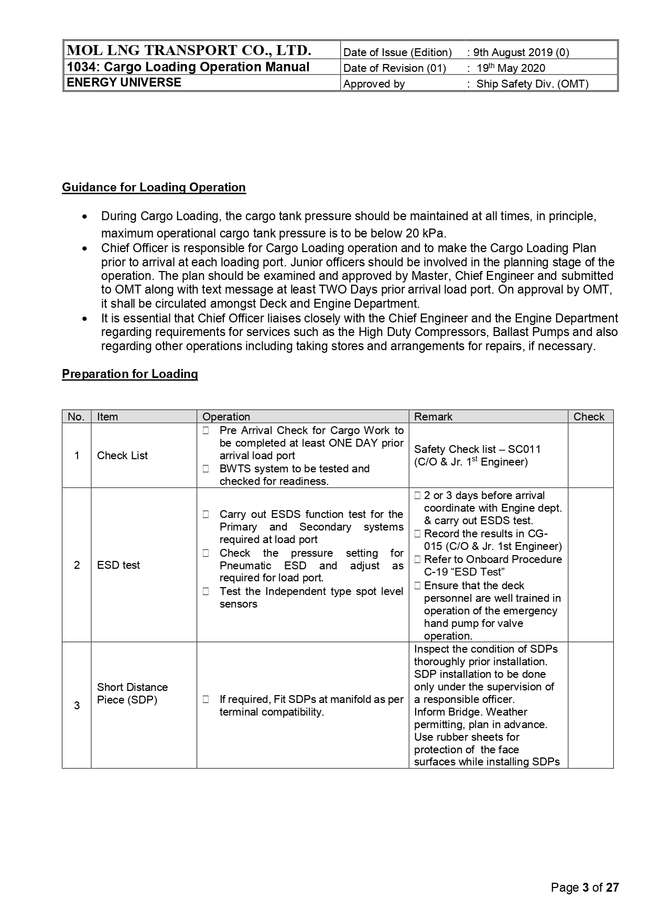 MOL LNG TRANSPORT CO., LTD.
Date of Issue (Edition) : 9th August 2019 (0)
1034: Cargo Loading Operation Manual
Date of Revision (01) : 19th May 2020
ENERGY UNIVERSE
Approved by : Ship Safety Div. (OMT)
Guidance for Loading Operation
• During Cargo Loading, the cargo tank pressure should be maintained at all times, in principle,
maximum operational cargo tank pressure is to be below 20 kPa.
• Chief Officer is responsible for Cargo Loading operation and to make the Cargo Loading Plan
prior to arrival at each loading port. Junior officers should be involved in the planning stage of the
operation. The plan should be examined and approved by Master, Chief Engineer and submitted
to OMT along with text message at least TWO Days prior arrival load port. On approval by OMT,
it shall be circulated amongst Deck and Engine Department.
• It is essential that Chief Officer liaises closely with the Chief Engineer and the Engine Department
regarding requirements for services such as the High Duty Compressors, Ballast Pumps and also
regarding other operations including taking stores and arrangements for repairs, if necessary.
Preparation for Loading
No. Item Operation Remark Check
1
Check List
Pre Arrival Check for Cargo Work to
be completed at least ONE DAY prior
arrival load port
BWTS system to be tested and
checked for readiness.
Safety Check list – SC011
(C/O & Jr. 1st Engineer)
2
ESD test
Carry out ESDS function test for the
Primary and Secondary systems
required at load port
Check the pressure setting for
Pneumatic ESD and adjust as
required for load port.
Test the Independent type spot level
sensors
2 or 3 days before arrival
coordinate with Engine dept.
& carry out ESDS test.
Record the results in CG-
015 (C/O & Jr. 1st Engineer)
Refer to Onboard Procedure
C-19 “ESD Test”
Ensure that the deck
personnel are well trained in
operation of the emergency
hand pump for valve
operation.
3
Short Distance
Piece (SDP)
If required, Fit SDPs at manifold as per
terminal compatibility.
Inspect the condition of SDPs
thoroughly prior installation.
SDP installation to be done
only under the supervision of
a responsible officer.
Inform Bridge. Weather
permitting, plan in advance.
Use rubber sheets for
protection of the face
surfaces while installing SDPs
Page 3 of 27